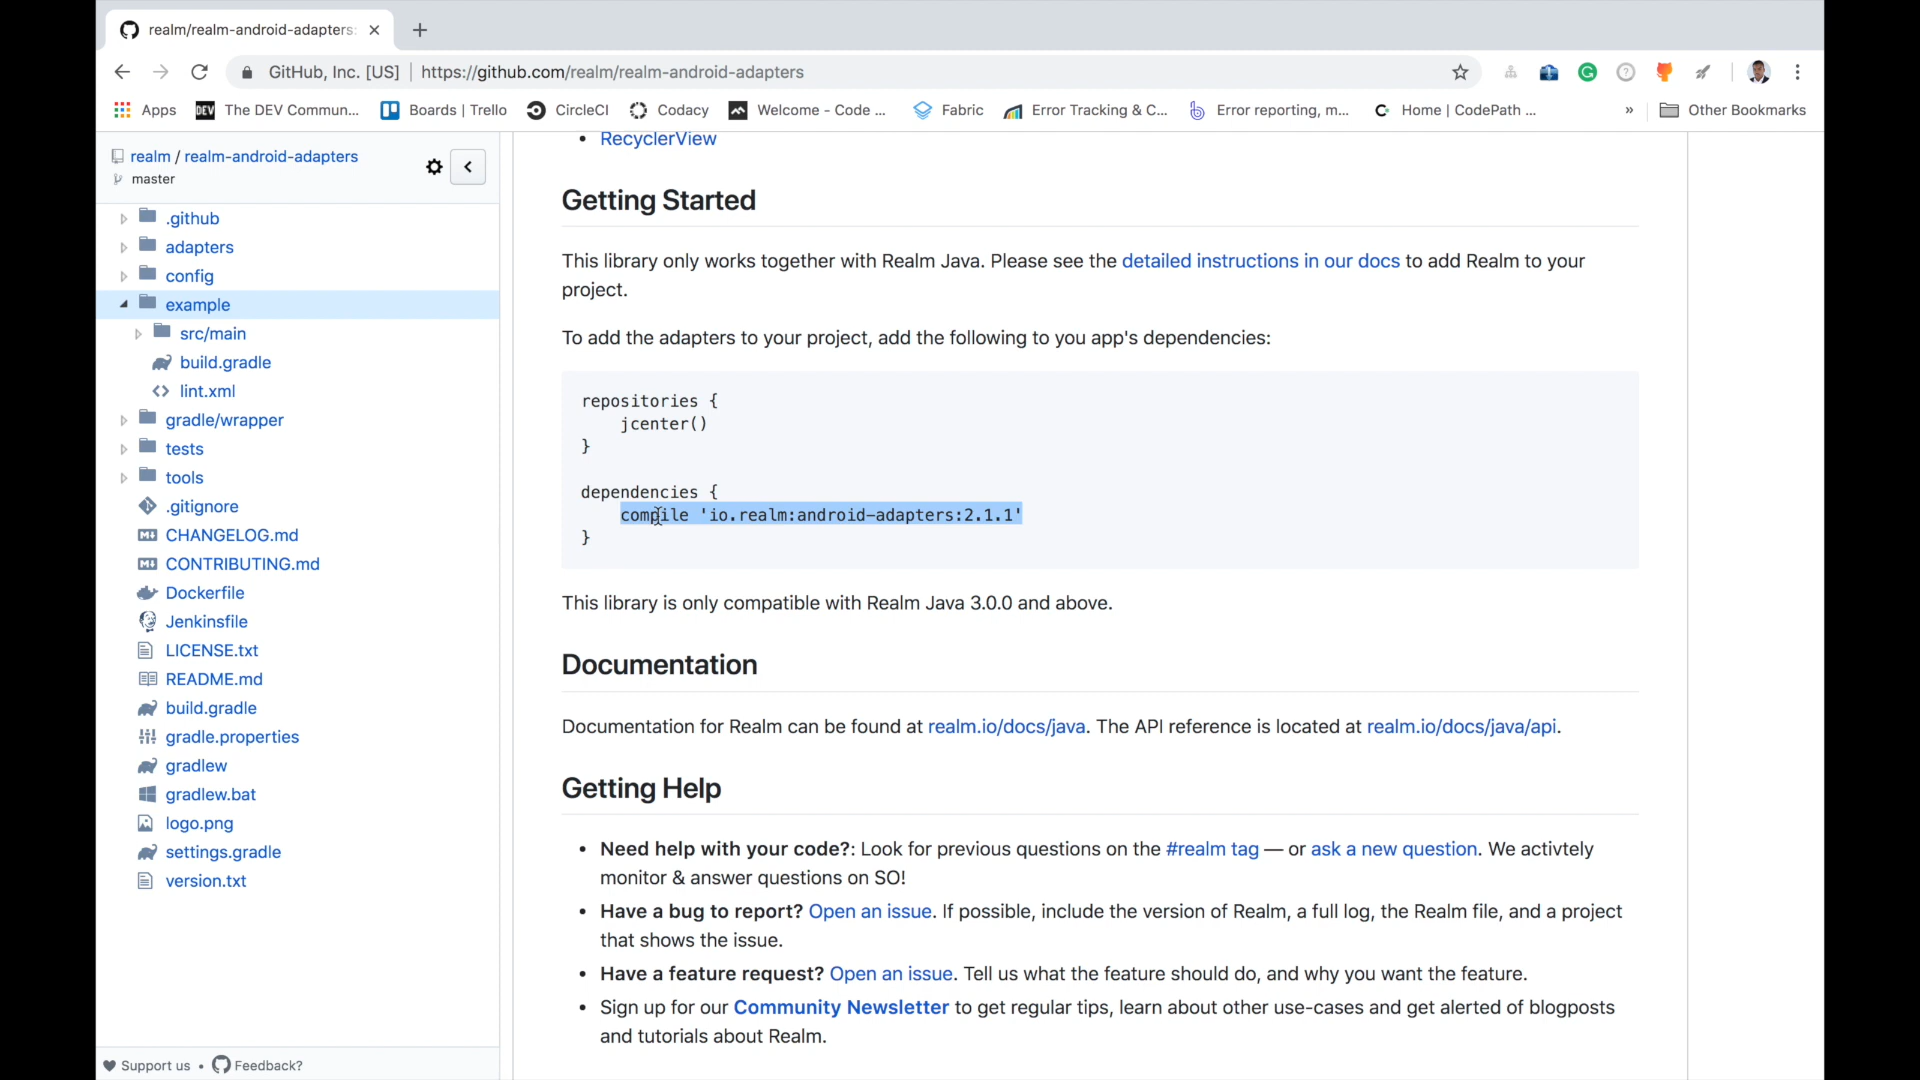 realm/realm-android-adapters:
GitHub, Inc. [US] | https://github.com/realm/realm-android-adapters
Apps
DEV The DEV Commun...
Boards | Trello
CircleCI
Codacy
Welcome - Code ...
Fabric
Error Tracking & C...
Error reporting, m...
Home | CodePath ...
»
Other Bookmarks
realm / realm-android-adapters
master
.github
adapters
config
example
src/main
build.gradle
lint.xml
gradle/wrapper
tests
tools
.gitignore
CHANGELOG.md
CONTRIBUTING.md
Dockerfile
Jenkinsfile
LICENSE.txt
README.md
build.gradle
gradle.properties
gradlew
gradlew.bat
logo.png
settings.gradle
version.txt
Support us • Feedback?
• RecyclerView
Getting Started
This library only works together with Realm Java. Please see the detailed instructions in our docs to add Realm to your
project.
To add the adapters to your project, add the following to you app's dependencies:
repositories {
jcenter()
}
dependencies {
compile 'io.realm:android-adapters:2.1.1'
}
This library is only compatible with Realm Java 3.0.0 and above.
Documentation
Documentation for Realm can be found at realm.io/docs/java. The API reference is located at realm.io/docs/java/api.
Getting Help
• Need help with your code?: Look for previous questions on the #realm tag — or ask a new question. We activtely
monitor & answer questions on SO!
• Have a bug to report? Open an issue. If possible, include the version of Realm, a full log, the Realm file, and a project
that shows the issue.
• Have a feature request? Open an issue. Tell us what the feature should do, and why you want the feature.
• Sign up for our Community Newsletter to get regular tips, learn about other use-cases and get alerted of blogposts
and tutorials about Realm.